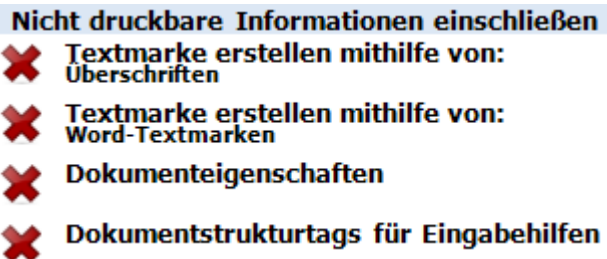 Nicht druckbare Informationen einschließen
Textmarke erstellen mithilfe von:
Überschriften
Textmarke erstellen mithilfe von:
Word-Textmarken
Dokumenteigenschaften
Dokumentstrukturtags für Eingabehilfen